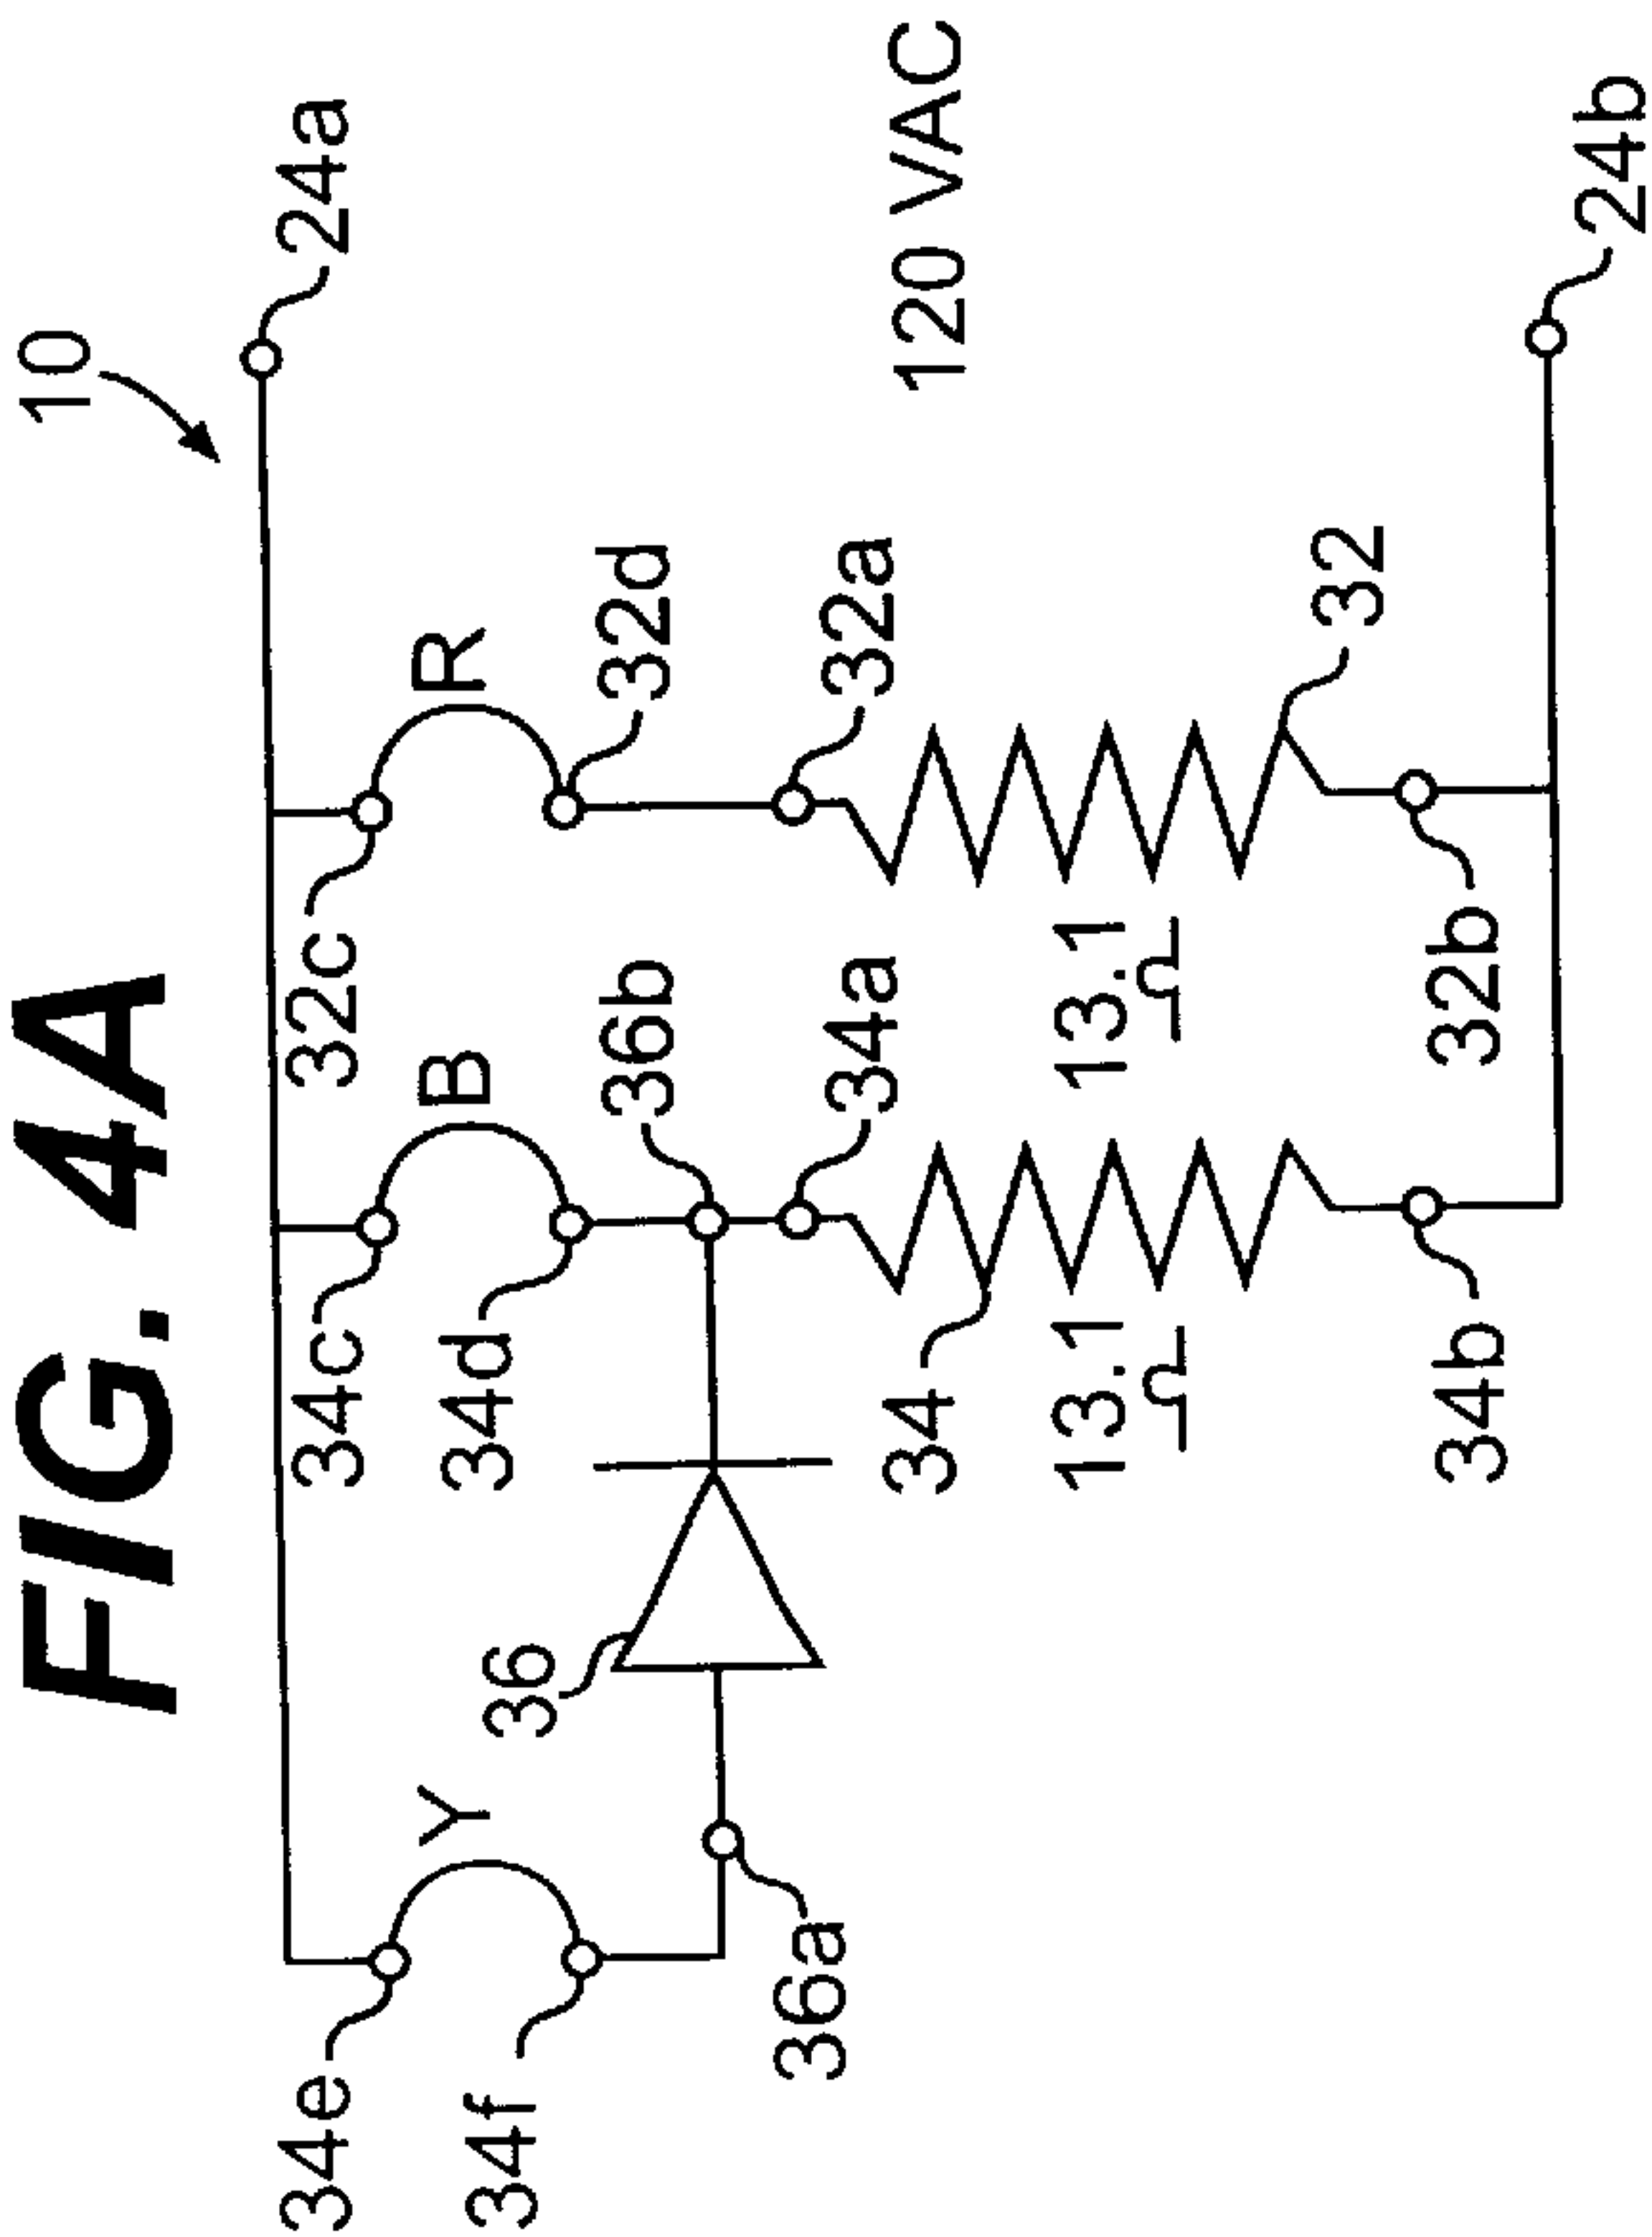 FIG. 4A
10
24a
120 VAC
24b
R
32c
32d
32a
32
13.1
Ω
32b
B
34c
34d
36b
34a
34
13.1
Ω
34b
Y
36
34e
34f
36a